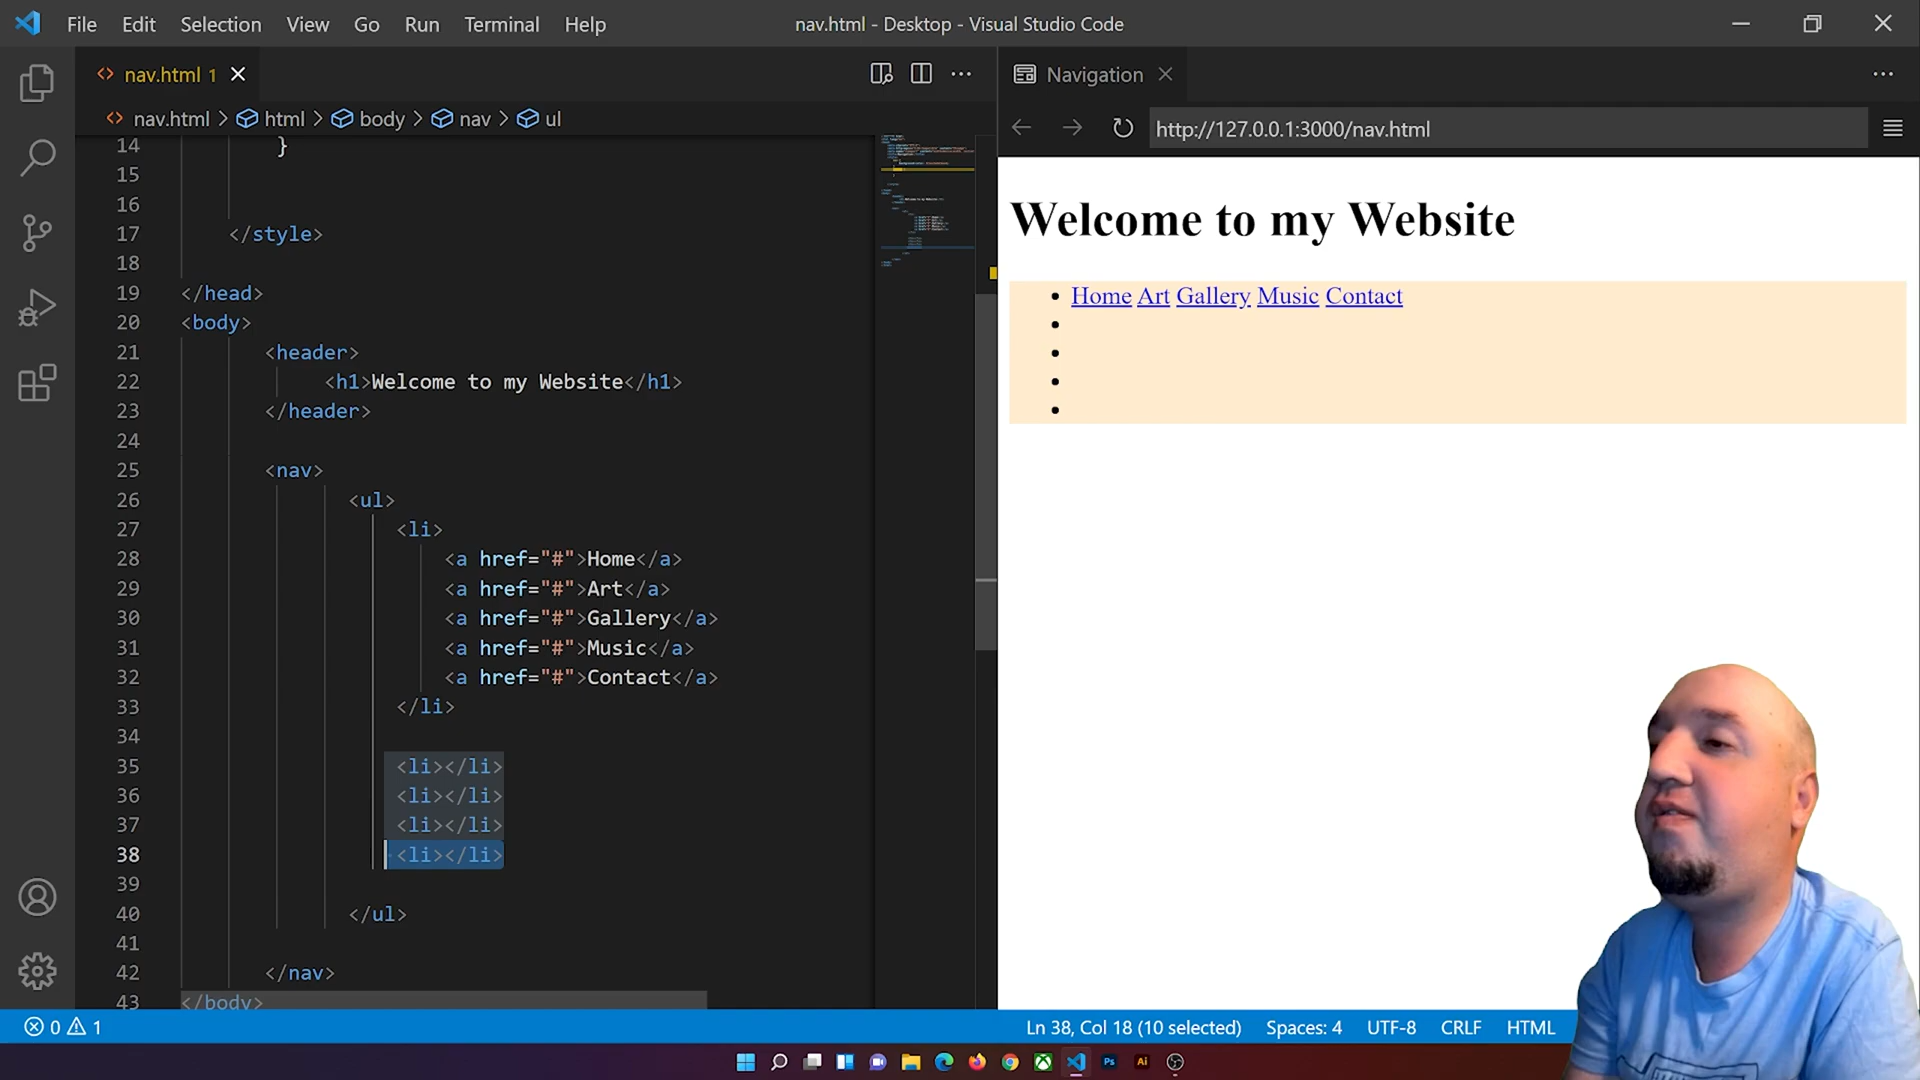 File Edit Selection View Go Run Terminal Help
nav.html - Desktop - Visual Studio Code
nav.html 1
nav.html > html > body > nav > ul
14 }
15
16
17 </style>
18
19 </head>
20 <body>
21 <header>
22 <h1>Welcome to my Website</h1>
23 </header>
24
25 <nav>
26 <ul>
27 <li>
28 <a href="#">Home</a>
29 <a href="#">Art</a>
30 <a href="#">Gallery</a>
31 <a href="#">Music</a>
32 <a href="#">Contact</a>
33 </li>
34
35 <li></li>
36 <li></li>
37 <li></li>
38 <li></li>
39
40 </ul>
41
42 </nav>
43 </body>
Navigation
http://127.0.0.1:3000/nav.html
Welcome to my Website
Home Art Gallery Music Contact
0 1
Ln 38, Col 18 (10 selected) Spaces: 4 UTF-8 CRLF HTML
Ps Ai